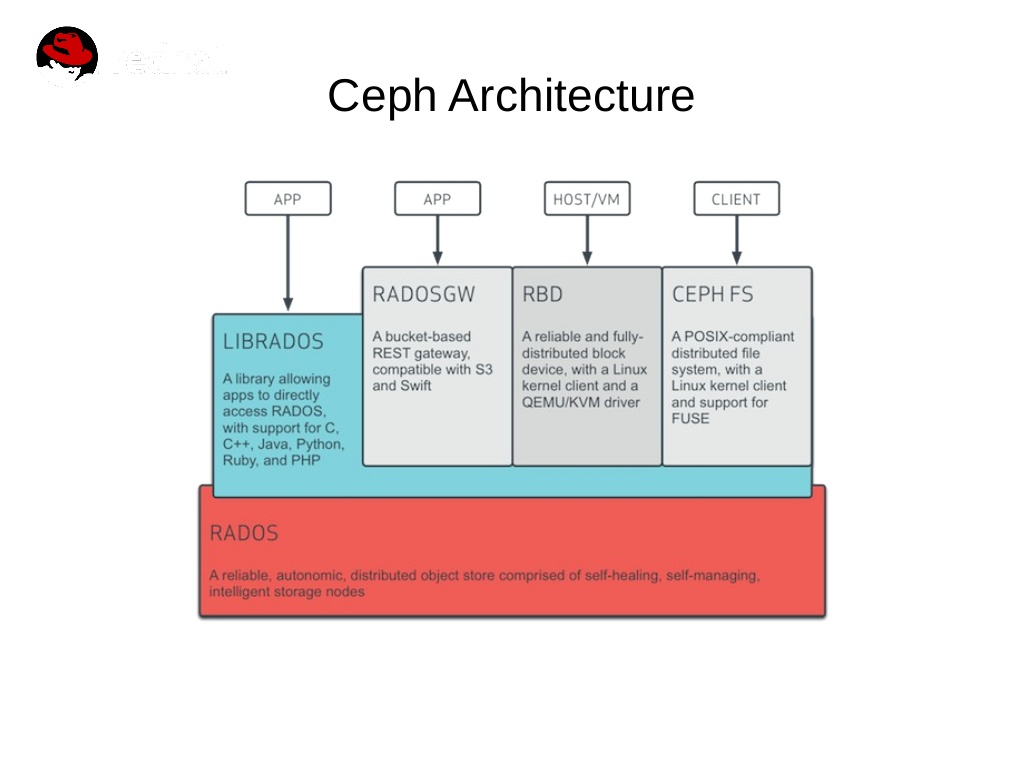 Ceph Architecture
APP
APP
HOST/VM
CLIENT
RADOSGW
A bucket-based
REST gateway,
compatible with S3
and Swift
RBD
A reliable and fully-
distributed block
device, with a Linux
kernel client and a
QEMU/KVM driver
CEPH FS
A POSIX-compliant
distributed file
system, with a
Linux kernel client
and support for
FUSE
LIBRADOS
A library allowing
apps to directly
access RADOS,
with support for C,
C++, Java, Python,
Ruby, and PHP
RADOS
A reliable, autonomic, distributed object store comprised of self-healing, self-managing,
intelligent storage nodes